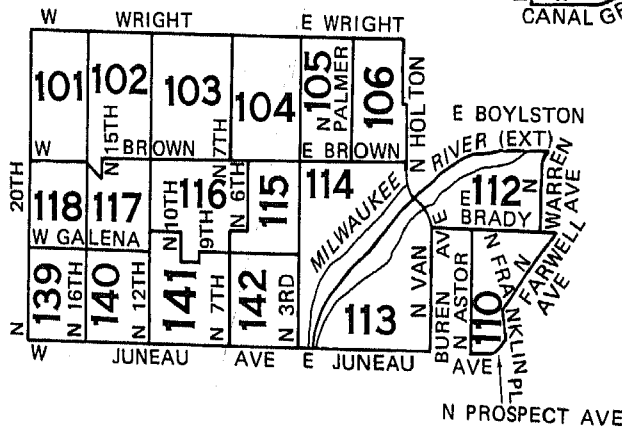 CANAL
W WRIGHT E WRIGHT
101
102
103
104
105
106
N 15TH
N 7TH
N PALMER
N HOLTON
W BROWN E BROWN
E BOYLSTON
(EXT)
MILWAUKEE RIVER
N 20TH
118
117
116
115
114
112
N 10TH
9TH
N 6TH
W GALENA
E BRADY
N WARREN AVE
N FARWELL AVE
139
140
141
142
113
110
N 16TH
N 12TH
N 7TH
N 3RD
N VAN BUREN AVE
N ASTOR
N FRANKLIN PL
W JUNEAU AVE E JUNEAU AVE
N PROSPECT AVE